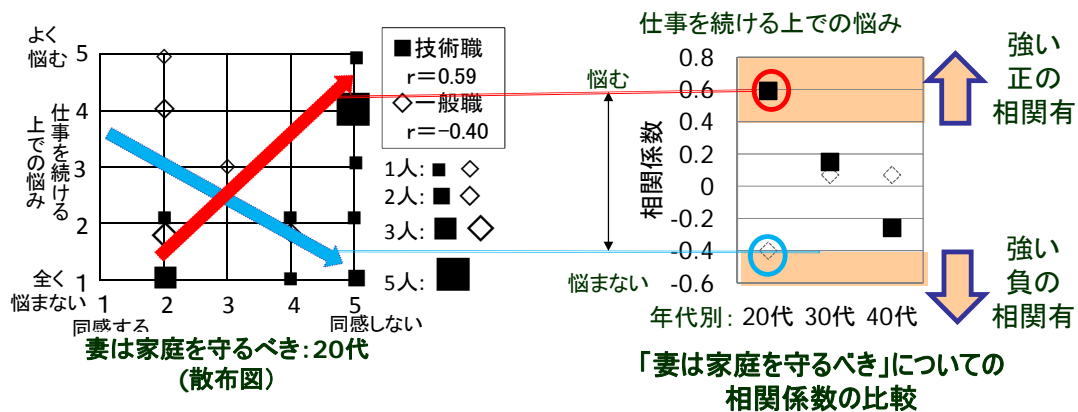 よく
悩む
5
4
3
2
1
全く
悩まない
仕事を続ける
上での悩み
1 2 3 4 5
同感する
同感しない
妻は家庭を守るべき:20代
(散布図)
■技術職
r=0.59
◇一般職
r=-0.40
1人:
2人:
3人:
5人:
悩む
悩まない
仕事を続ける上での悩み
0.8
0.6
0.4
0.2
0
-0.2
-0.4
-0.6
相関係数
年代別: 20代 30代 40代
「妻は家庭を守るべき」についての
相関係数の比較
強い
正の
相関有
強い
負の
相関有